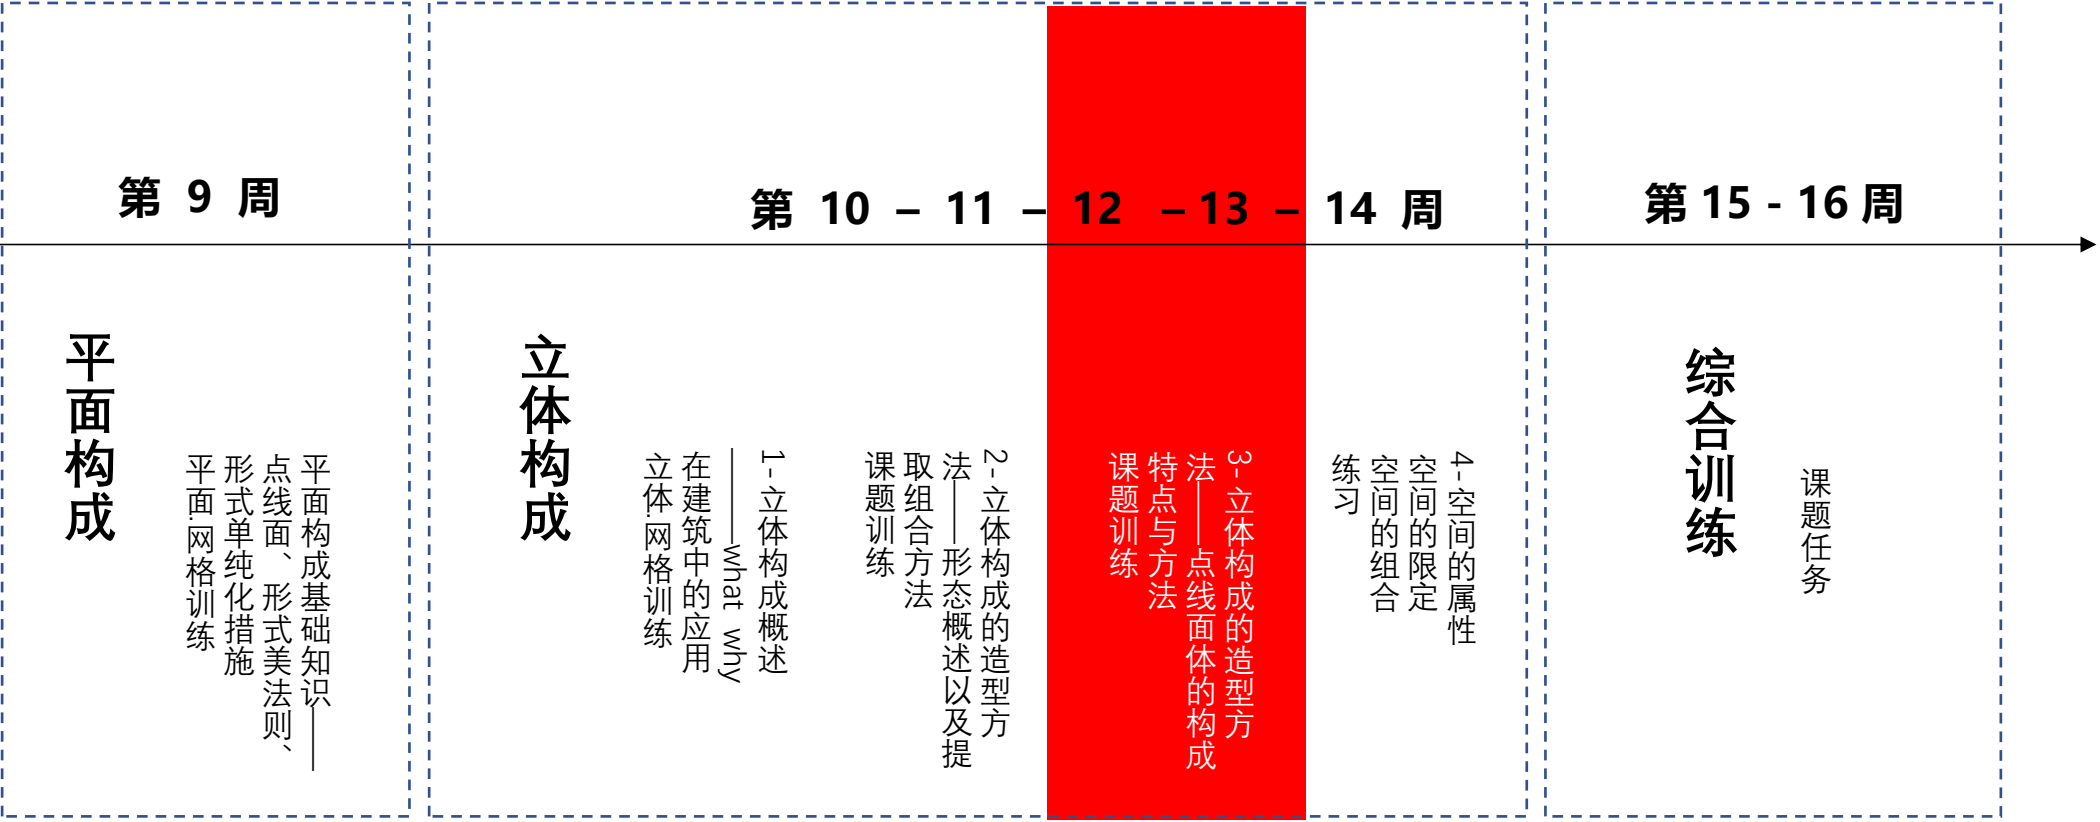 第 9 周
平面构成
平面构成基础知识——
点线面、形式美法则、
形式单纯化措施
平面.网格训练
第 10 – 11 – 12 – 13 – 14 周
立体构成
1-立体构成概述
———what why
在建筑中的应用
立体.网格训练
2-立体构成的造型方
法——形态概述以及提
取组合方法
课题训练
3-立体构成的造型方
法——点线面体的构成
特点与方法
课题训练
4-空间的属性
空间的限定
空间的组合
练习
第 15 - 16 周
综合训练
课题任务